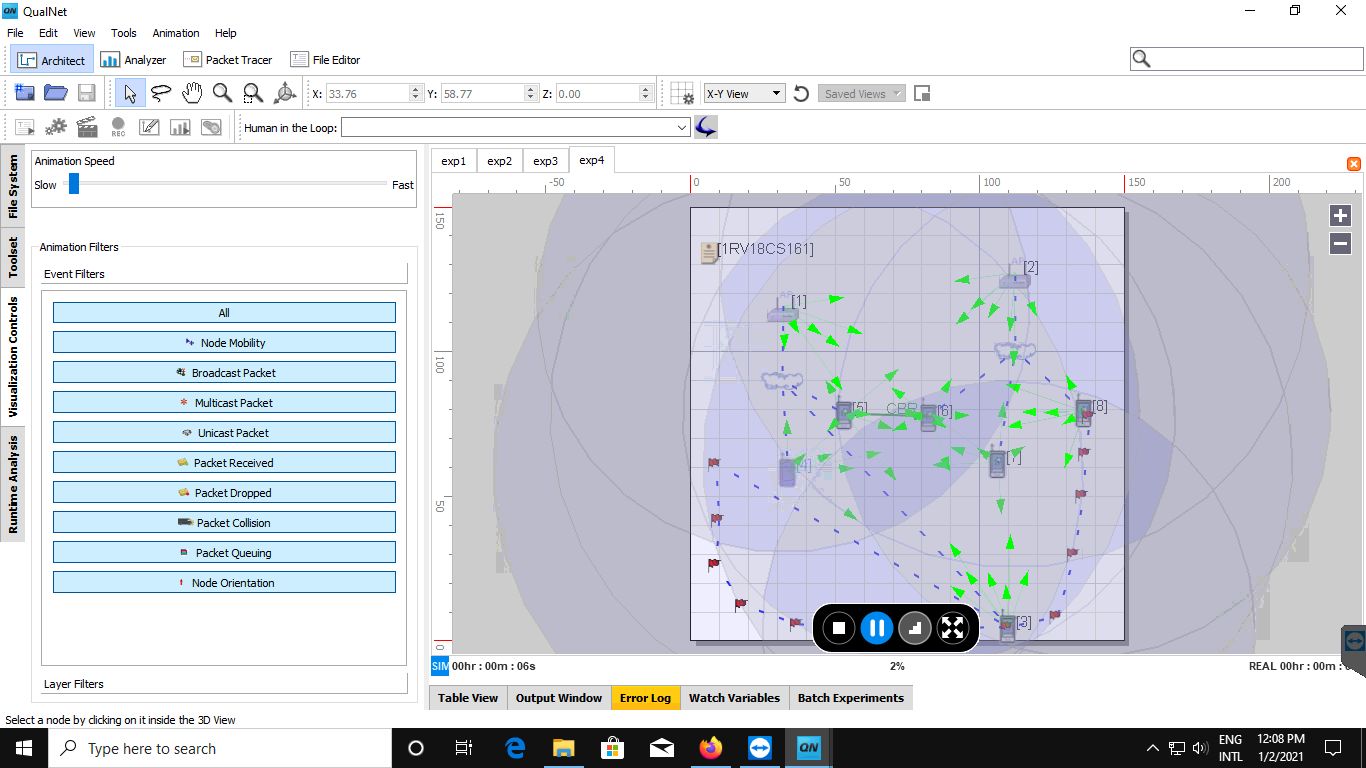 QualNet
File Edit View Tools Animation Help
Architect Analyzer Packet Tracer File Editor
X: 33.76 Y: 58.77 Z: 0.00 X-Y View Saved Views
REC Human in the Loop:
File System
Toolset
Visualization Controls
Runtime Analysis
Animation Speed
Slow Fast
Animation Filters
Event Filters
All
Node Mobility
Broadcast Packet
Multicast Packet
Unicast Packet
Packet Received
Packet Dropped
Packet Collision
Packet Queuing
Node Orientation
Layer Filters
exp1 exp2 exp3 exp4
-50 0 50 100 150 200
150
100
50
0
[1RV18CS161]
AP [2]
AP [1]
[5] CBR [6] [8]
[4] [7]
[3]
SIM 00hr : 00m : 06s 2% REAL 00hr : 00m :
Table View Output Window Error Log Watch Variables Batch Experiments
Select a node by clicking on it inside the 3D View
Type here to search
QN
ENG 12:08 PM
INTL 1/2/2021